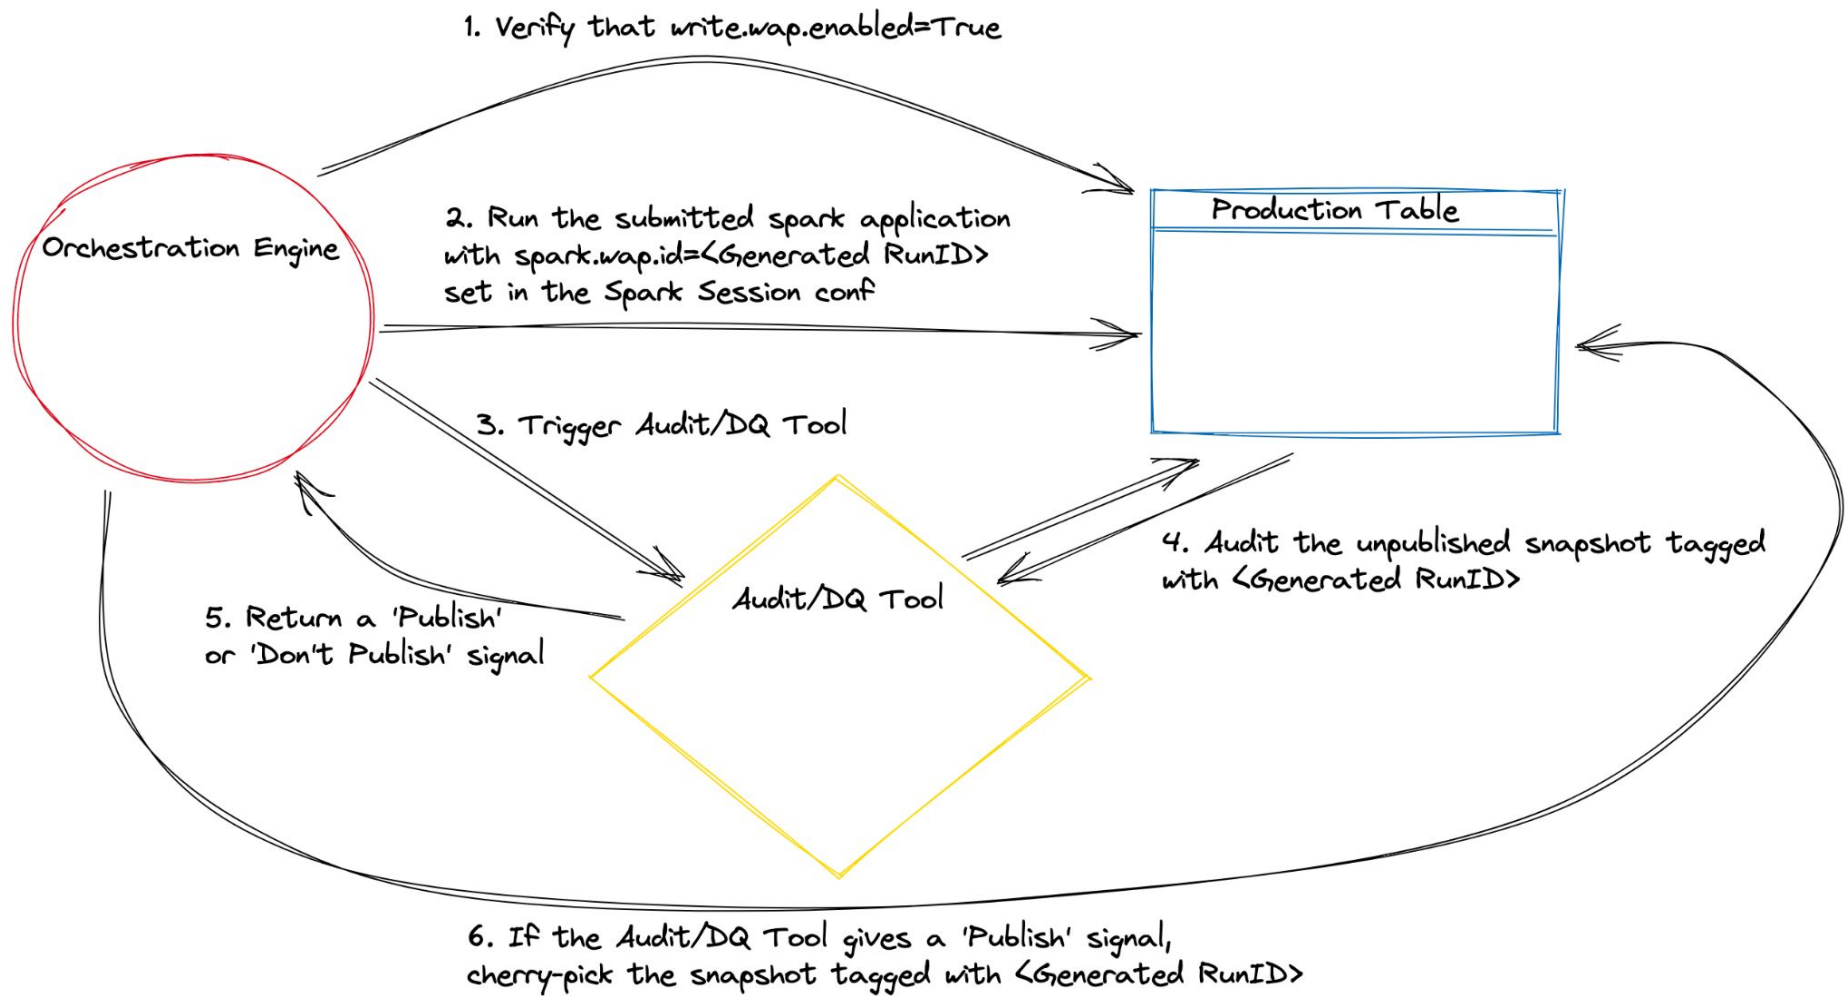 1. Verify that write.wap.enabled=True
Orchestration Engine
2. Run the submitted spark application
with spark.wap.id=<Generated RunID>
set in the Spark Session conf
Production Table
3. Trigger Audit/DQ Tool
4. Audit the unpublished snapshot tagged
with <Generated RunID>
Audit/DQ Tool
5. Return a 'Publish'
or 'Don't Publish' signal
6. If the Audit/DQ Tool gives a 'Publish' signal,
cherry-pick the snapshot tagged with <Generated RunID>